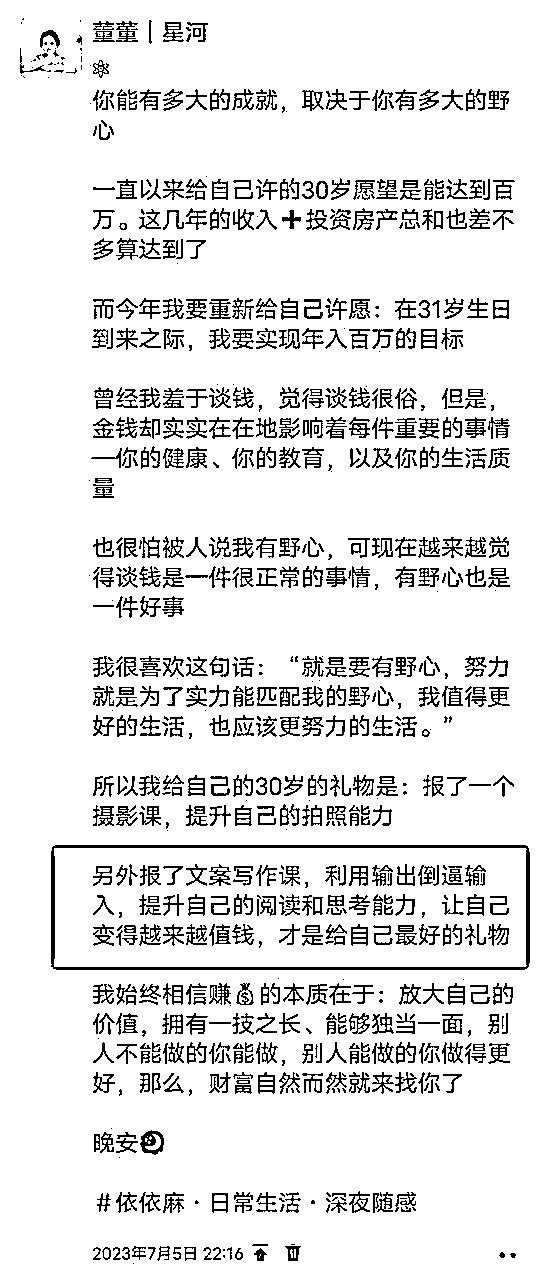 董董｜星河
你能有多大的成就，取决于你有多大的野
心
一直以来给自己许的30岁愿望是能达到百
万。这几年的收入➕投资房产总和也差不
多算达到了
而今年我要重新给自己许愿：在31岁生日
到来之际，我要实现年入百万的目标
曾经我羞于谈钱，觉得谈钱很俗，但是，
金钱却实实在在地影响着每件重要的事情
—你的健康、你的教育，以及你的生活质
量
也很怕被人说我有野心，可现在越来越觉
得谈钱是一件很正常的事情，有野心也是
一件好事
我很喜欢这句话：“就是要有野心，努力
就是为了实力能匹配我的野心，我值得更
好的生活，也应该更努力的生活。”
所以我给自己的30岁的礼物是：报了一个
摄影课，提升自己的拍照能力
另外报了文案写作课，利用输出倒逼输
入，提升自己的阅读和思考能力，让自己
变得越来越值钱，才是给自己最好的礼物
我始终相信赚💰的本质在于：放大自己的
价值，拥有一技之长、能够独当一面，别
人不能做的你能做，别人能做的你做得更
好，那么，财富自然而然就来找你了
晚安
#依依麻·日常生活·深夜随感
2023年7月5日 22:16